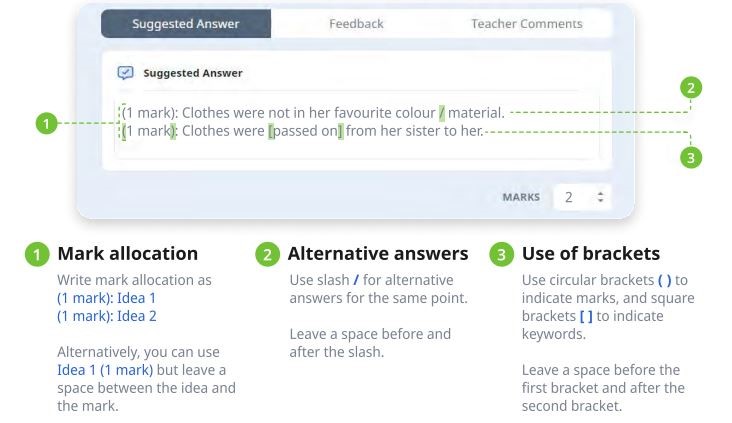 Suggested Answer
Feedback
Teacher Comments
Suggested Answer
(1 mark): Clothes were not in her favourite colour / material.
(1 mark): Clothes were [passed on] from her sister to her.
1
2
3
MARKS 2
1 Mark allocation
Write mark allocation as
(1 mark): Idea 1
(1 mark): Idea 2
Alternatively, you can use
Idea 1 (1 mark) but leave a
space between the idea and
the mark.
2 Alternative answers
Use slash / for alternative
answers for the same point.
Leave a space before and
after the slash.
3 Use of brackets
Use circular brackets ( ) to
indicate marks, and square
brackets [ ] to indicate
keywords.
Leave a space before the
first bracket and after the
second bracket.